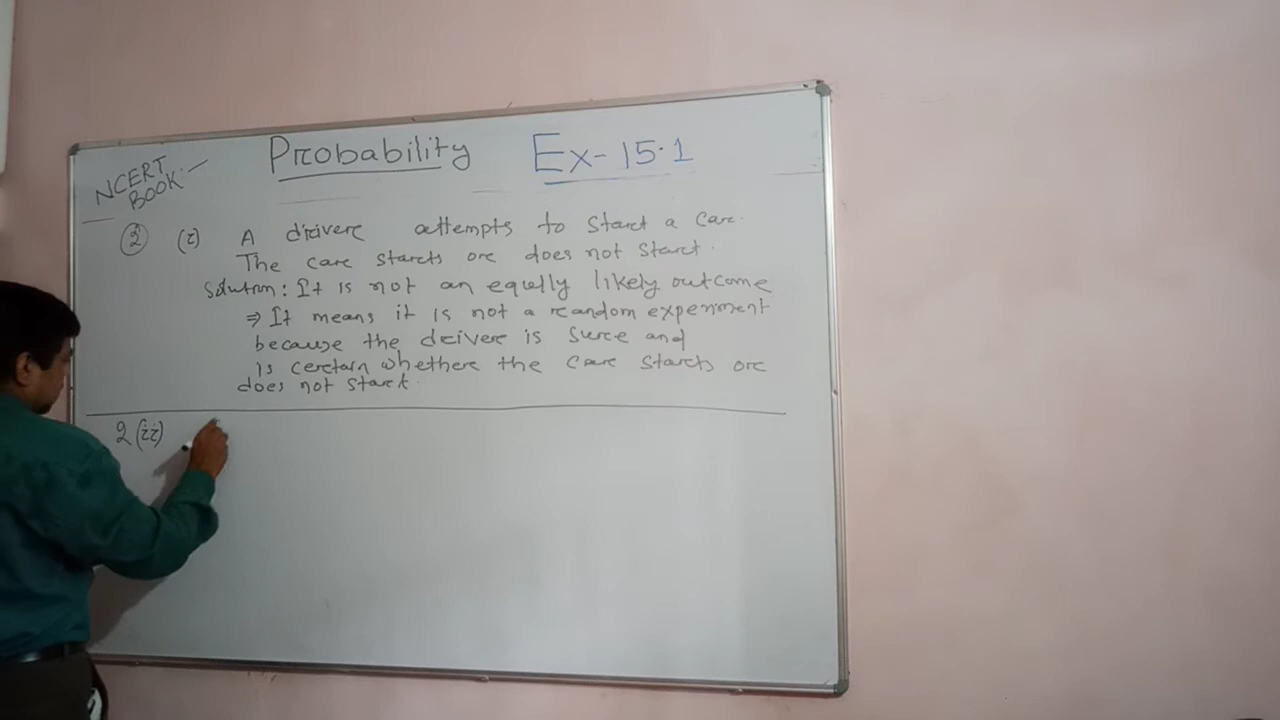 NCERT BOOK:-
Probability Ex-15.1
② (i) A driver attempts to start a car.
The car starts or does not start.
Solution: It is not an equally likely outcome
⇒ It means it is not a random experiment
because the driver is sure and
is certain whether the car starts or
does not start.
2 (ii)